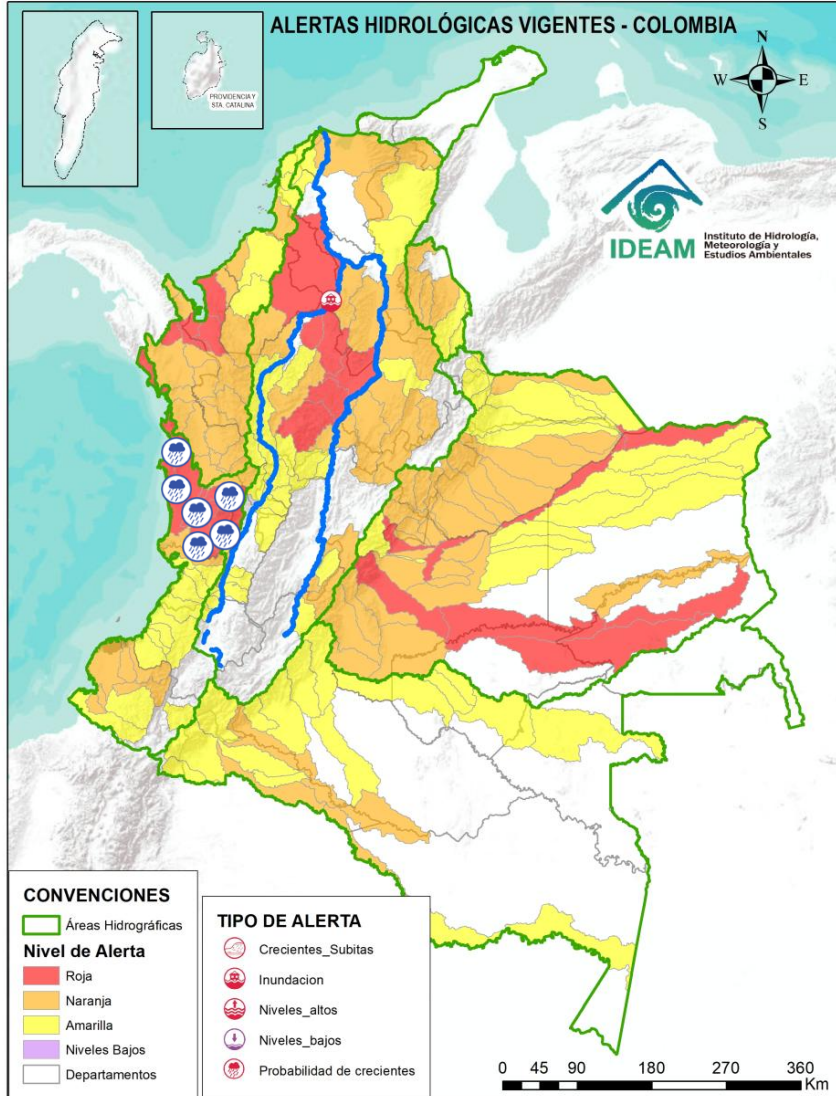 ALERTAS HIDROLÓGICAS VIGENTES - COLOMBIA
PROVIDENCIA Y
STA. CATALINA
N
W
E
S
IDEAM
Instituto de Hidrología,
Meteorología y
Estudios Ambientales
CONVENCIONES
Áreas Hidrográficas
Nivel de Alerta
Roja
Naranja
Amarilla
Niveles Bajos
Departamentos
TIPO DE ALERTA
Crecientes_Subitas
Inundacion
Niveles_altos
Niveles_bajos
Probabilidad de crecientes
0 45 90 180 270 360
Km